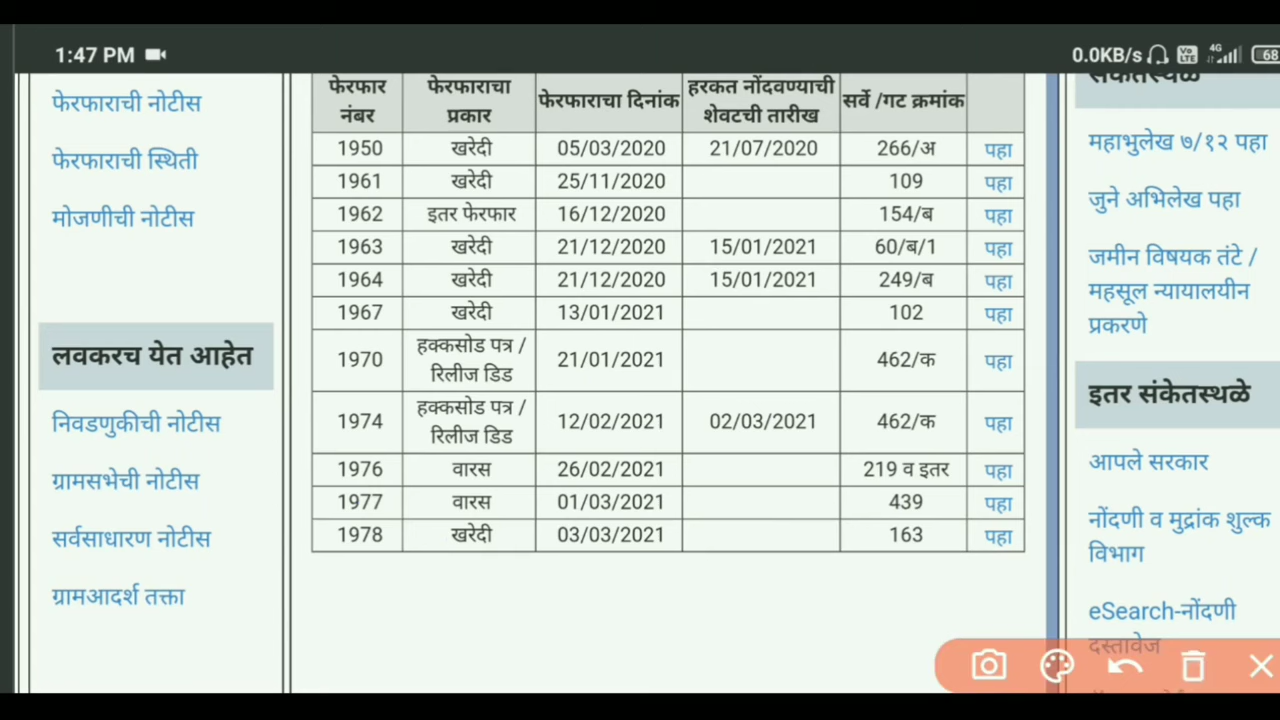 1:47 PM
0.0KB/s
Vo LTE
4G
68
फेरफाराची नोटीस
फेरफाराची स्थिती
मोजणीची नोटीस
लवकरच येत आहेत
निवडणुकीची नोटीस
ग्रामसभेची नोटीस
सर्वसाधारण नोटीस
ग्रामआदर्श तक्ता
फेरफार नंबर फेरफाराचा प्रकार फेरफाराचा दिनांक हरकत नोंदवण्याची शेवटची तारीख सर्वे /गट क्रमांक
1950 खरेदी 05/03/2020 21/07/2020 266/अ पहा
1961 खरेदी 25/11/2020 109 पहा
1962 इतर फेरफार 16/12/2020 154/ब पहा
1963 खरेदी 21/12/2020 15/01/2021 60/ब/1 पहा
1964 खरेदी 21/12/2020 15/01/2021 249/ब पहा
1967 खरेदी 13/01/2021 102 पहा
1970 हक्कसोड पत्र / रिलीज डिड 21/01/2021 462/क पहा
1974 हक्कसोड पत्र / रिलीज डिड 12/02/2021 02/03/2021 462/क पहा
1976 वारस 26/02/2021 219 व इतर पहा
1977 वारस 01/03/2021 439 पहा
1978 खरेदी 03/03/2021 163 पहा
संकेतस्थळ
महाभुलेख ७/१२ पहा
जुने अभिलेख पहा
जमीन विषयक तंटे /
महसूल न्यायालयीन
प्रकरणे
इतर संकेतस्थळे
आपले सरकार
नोंदणी व मुद्रांक शुल्क
विभाग
eSearch-नोंदणी
दस्तावेज